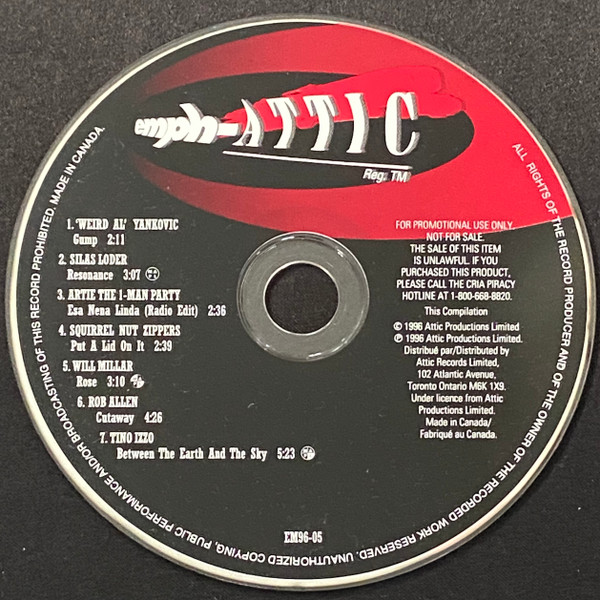 emph-ATTIC
Reg. TM
1. 'WEIRD AL' YANKOVIC
Gump 2:11
2. SILAS LODER
Resonance 3:07
3. ARTIE THE 1-MAN PARTY
Esa Nena Linda (Radio Edit) 2:36
4. SQUIRREL NUT ZIPPERS
Put A Lid On It 2:39
5. WILL MILLAR
Rose 3:10
6. ROB ALLEN
Cutaway 4:26
7. TINO IZZO
Between The Earth And The Sky 5:23
FOR PROMOTIONAL USE ONLY.
NOT FOR SALE.
THE SALE OF THIS ITEM
IS UNLAWFUL. IF YOU
PURCHASED THIS PRODUCT,
PLEASE CALL THE CRIA PIRACY
HOTLINE AT 1-800-668-8820.
This Compilation
© 1996 Attic Productions Limited
℗ 1996 Attic Productions Limited.
Distribué par/Distributed by
Attic Records Limited,
102 Atlantic Avenue,
Toronto Ontario M6K 1X9.
Under licence from Attic
Productions Limited.
Made in Canada/
Fabriqué au Canada.
EM96-05
ALL RIGHTS OF THE RECORD PRODUCER AND OF THE OWNER OF THE RECORDED WORK RESERVED. UNAUTHORIZED COPYING, PUBLIC PERFORMANCE AND/OR BROADCASTING OF THIS RECORD PROHIBITED. MADE IN CANADA.